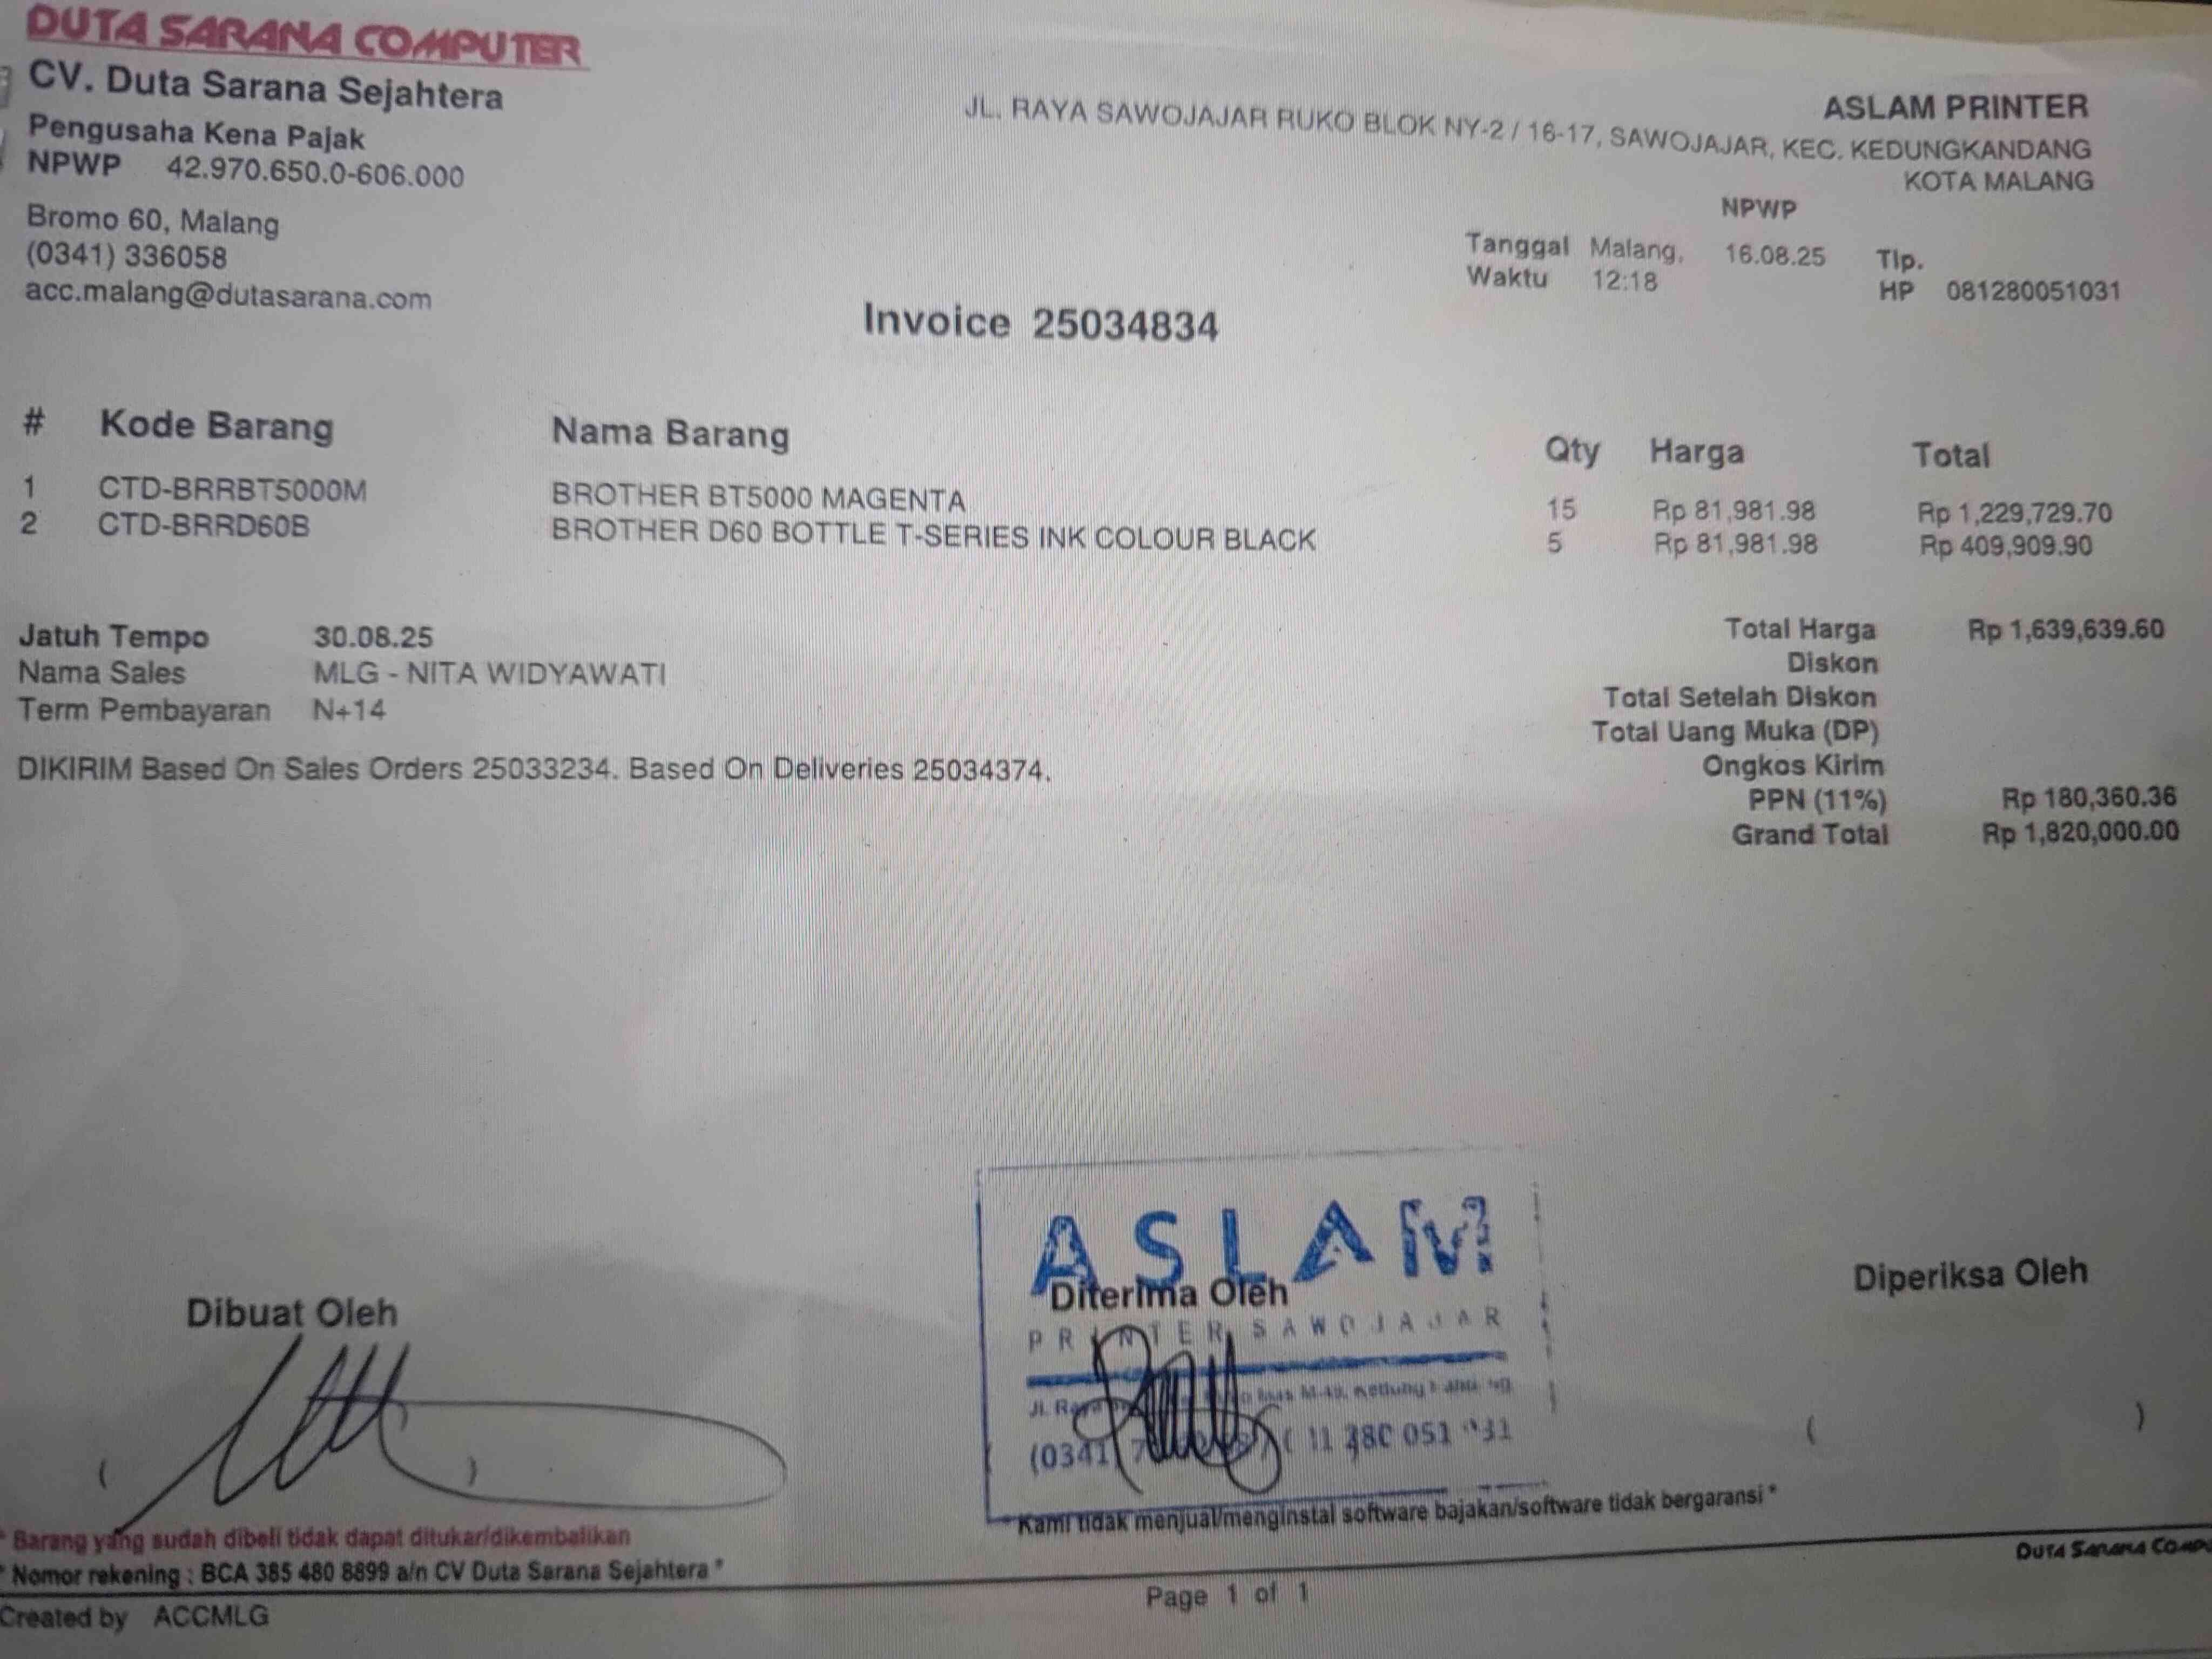 DUTA SARANA COMPUTER
CV. Duta Sarana Sejahtera
Pengusaha Kena Pajak
NPWP 42.970.650.0-606.000
Bromo 60, Malang
(0341) 336058
acc.malang@dutasarana.com
ASLAM PRINTER
JL. RAYA SAWOJAJAR RUKO BLOK NY-2 / 16-17, SAWOJAJAR, KEC. KEDUNGKANDANG
KOTA MALANG
NPWP
Tanggal Malang, 16.08.25 Tlp.
Waktu 12:18 HP 081280051031
Invoice 25034834
# Kode Barang Nama Barang Qty Harga Total
1 CTD-BRRBT5000M BROTHER BT5000 MAGENTA 15 Rp 81,981.98 Rp 1,229,729.70
2 CTD-BRRD60B BROTHER D60 BOTTLE T-SERIES INK COLOUR BLACK 5 Rp 81,981.98 Rp 409,909.90
Jatuh Tempo 30.08.25
Nama Sales MLG - NITA WIDYAWATI
Term Pembayaran N+14
DIKIRIM Based On Sales Orders 25033234. Based On Deliveries 25034374.
Total Harga Rp 1,639,639.60
Diskon
Total Setelah Diskon
Total Uang Muka (DP)
Ongkos Kirim
PPN (11%) Rp 180,360.36
Grand Total Rp 1,820,000.00
Dibuat Oleh
( )
ASLAM
Diterima Oleh
PRINTER SAWOJAJAR
Jl. Raya
(0341)
Diperiksa Oleh
( )
* Barang yang sudah dibeli tidak dapat ditukar/dikembalikan
* Kami tidak menjual/menginstal software bajakan/software tidak bergaransi *
* Nomor rekening : BCA 385 480 8899 a/n CV Duta Sarana Sejahtera *
DUTA SARANA COMPU
Page 1 of 1
Created by ACCMLG